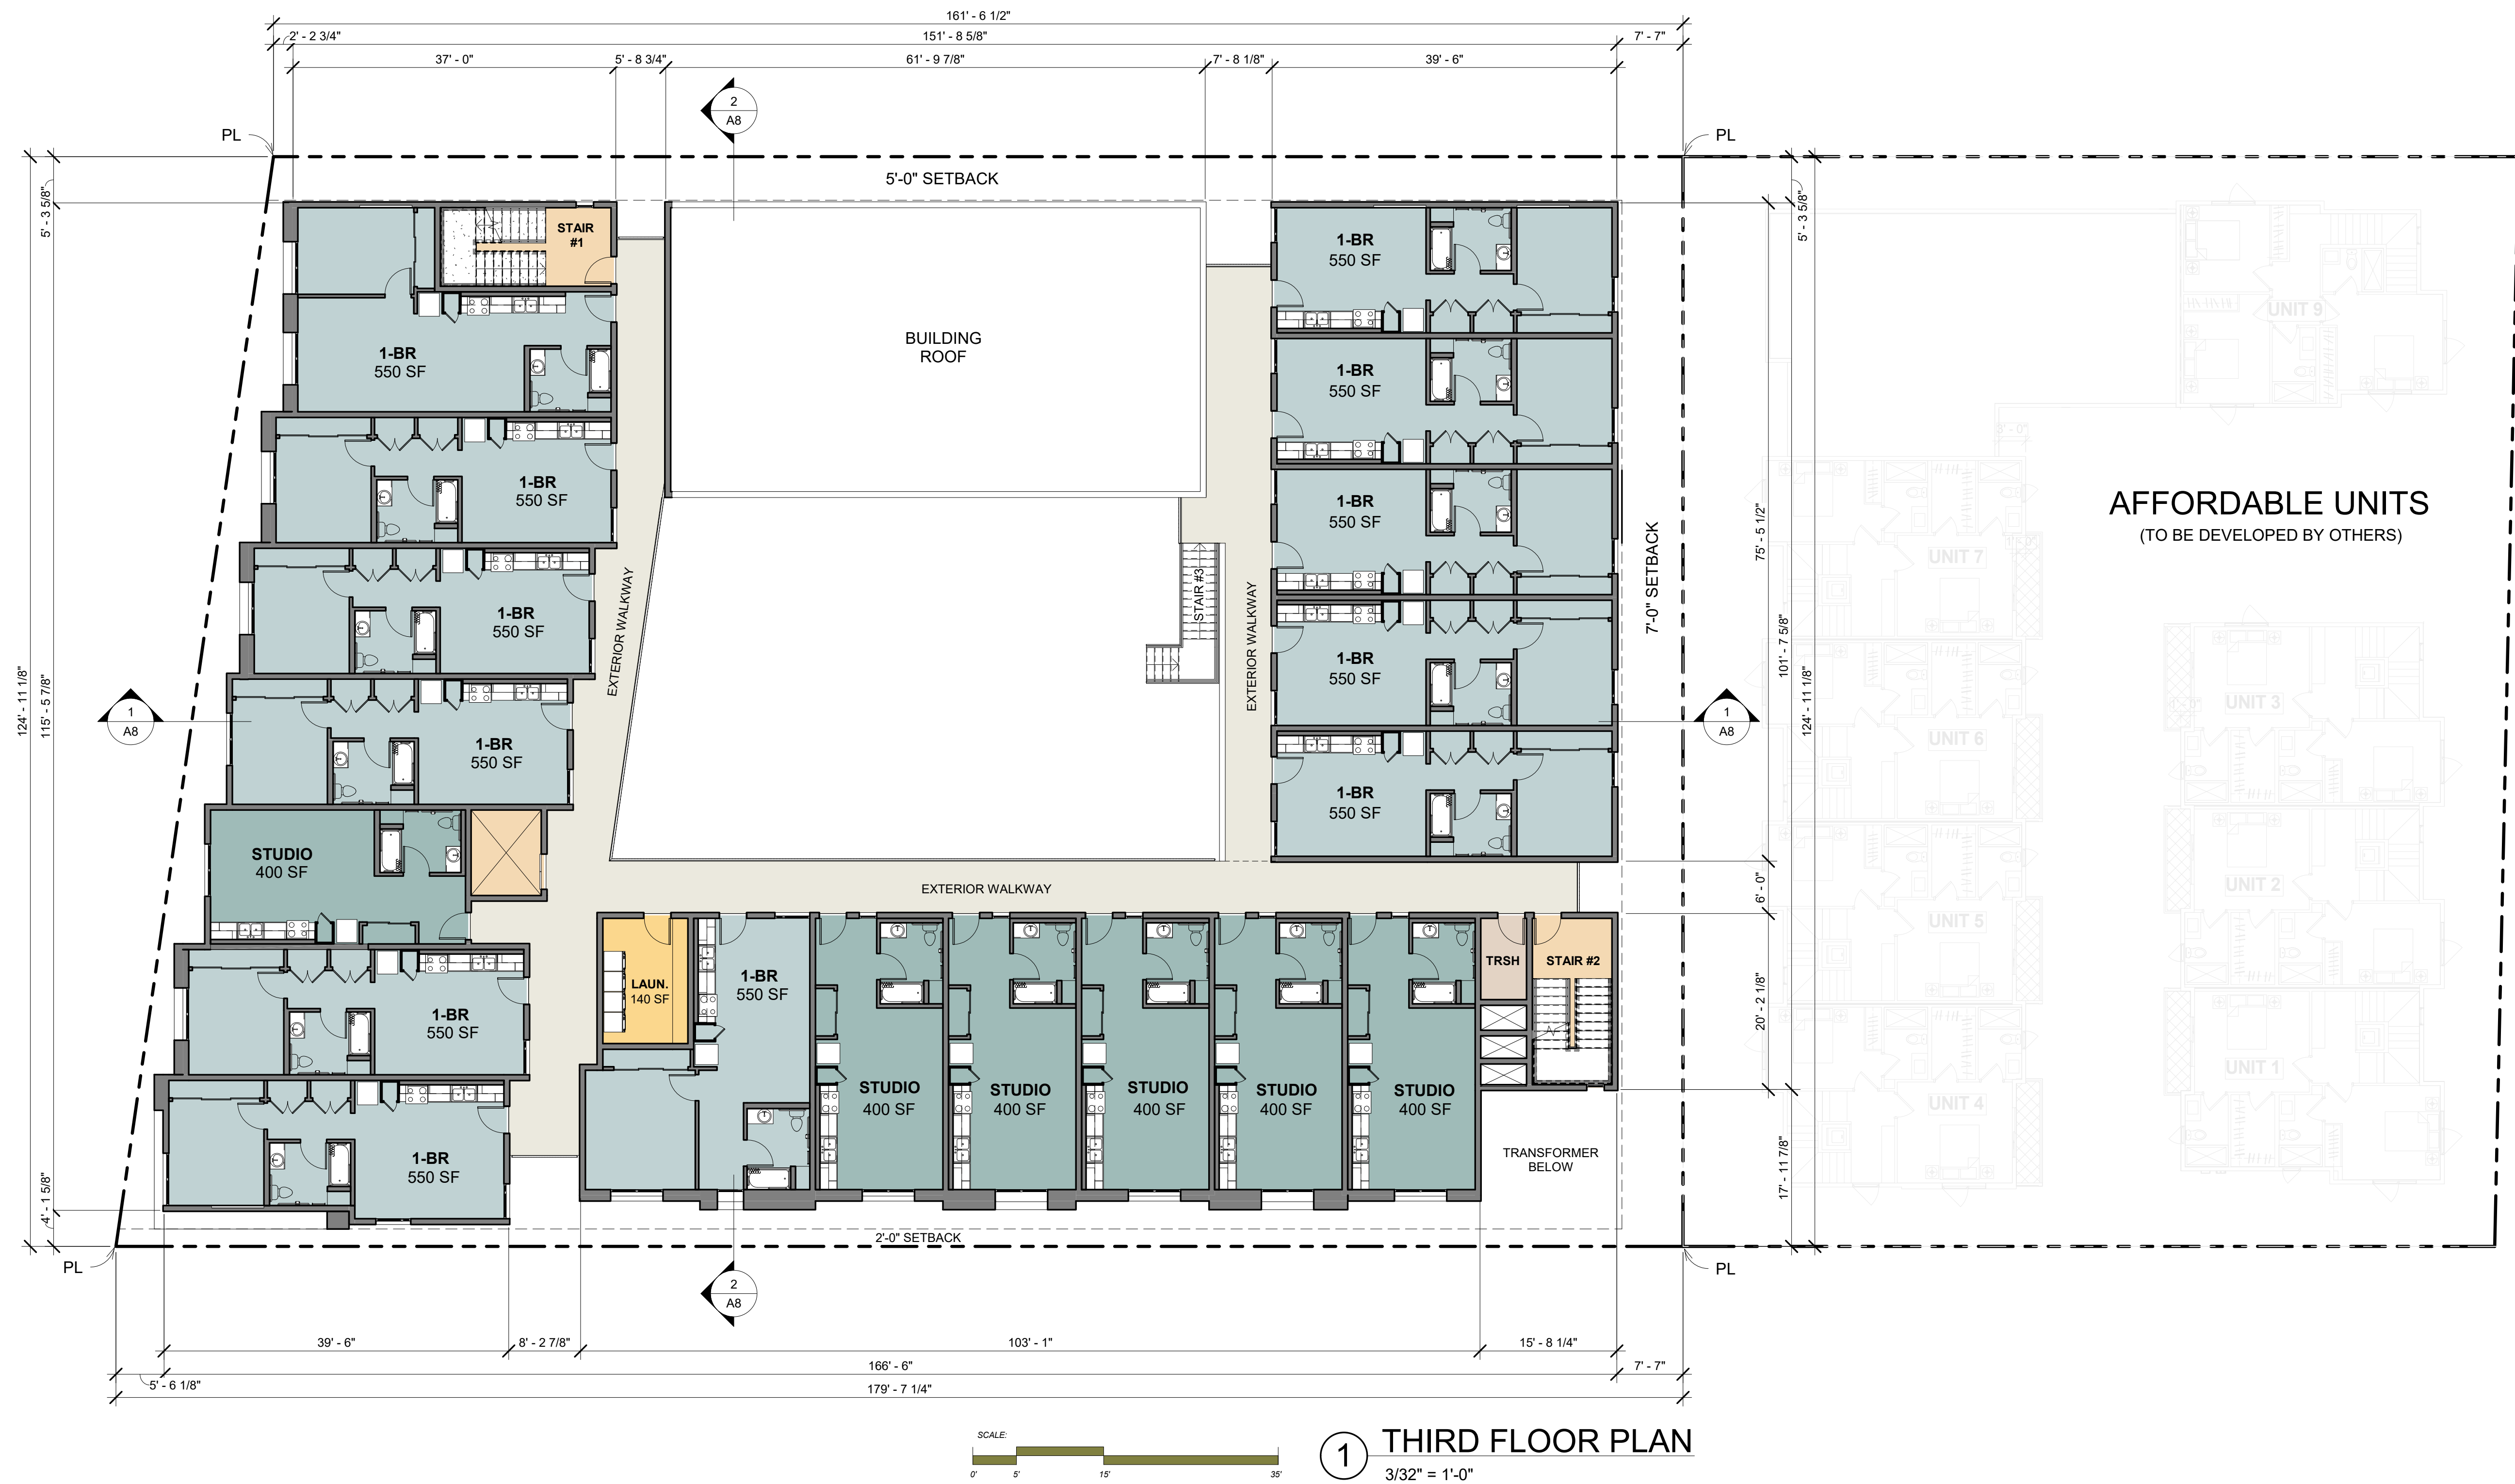 161' - 6 1/2"
2' - 2 3/4"
151' - 8 5/8"
7' - 7"
37' - 0"
5' - 8 3/4"
61' - 9 7/8"
7' - 8 1/8"
39' - 6"
2
A8
PL
PL
5'-0" SETBACK
5' - 3 5/8"
5' - 3 5/8"
STAIR
#1
1-BR
550 SF
BUILDING
ROOF
1-BR
550 SF
UNIT 9
1-BR
550 SF
1-BR
550 SF
1-BR
550 SF
1-BR
550 SF
3' - 0"
AFFORDABLE UNITS
(TO BE DEVELOPED BY OTHERS)
75' - 5 1/2"
7'-0" SETBACK
UNIT 7
STAIR #3
EXTERIOR WALKWAY
EXTERIOR WALKWAY
1-BR
550 SF
1-BR
550 SF
101' - 7 5/8"
124' - 11 1/8"
124' - 11 1/8"
115' - 5 7/8"
UNIT 3
1
A8
1-BR
550 SF
1
A8
UNIT 6
1-BR
550 SF
STUDIO
400 SF
EXTERIOR WALKWAY
6' - 0"
UNIT 2
UNIT 5
LAUN.
140 SF
1-BR
550 SF
TRSH
STAIR #2
20' - 2 1/8"
1-BR
550 SF
UNIT 1
STUDIO
400 SF
STUDIO
400 SF
STUDIO
400 SF
STUDIO
400 SF
STUDIO
400 SF
UNIT 4
1-BR
550 SF
TRANSFORMER
BELOW
17' - 11 7/8"
4' - 1 5/8"
2'-0" SETBACK
PL
PL
2
A8
39' - 6"
8' - 2 7/8"
103' - 1"
15' - 8 1/4"
166' - 6"
7' - 7"
5' - 6 1/8"
179' - 7 1/4"
SCALE:
0'
5'
15'
35'
1
THIRD FLOOR PLAN
3/32" = 1'-0"